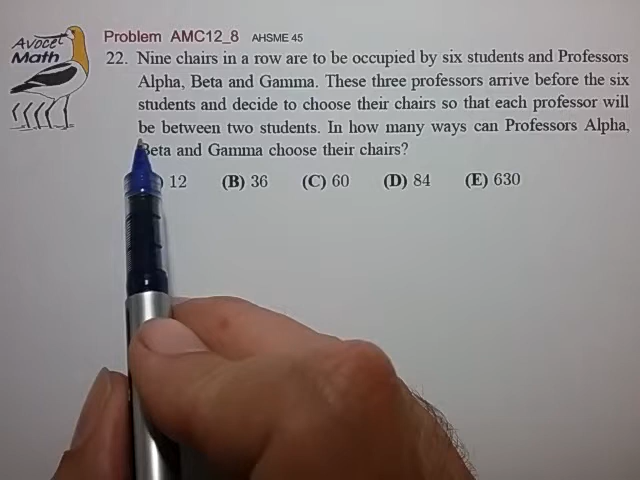 Avocet
Math
Problem AMC12_8 AHSME 45
22. Nine chairs in a row are to be occupied by six students and Professors
Alpha, Beta and Gamma. These three professors arrive before the six
students and decide to choose their chairs so that each professor will
be between two students. In how many ways can Professors Alpha,
Beta and Gamma choose their chairs?
12 (B) 36 (C) 60 (D) 84 (E) 630